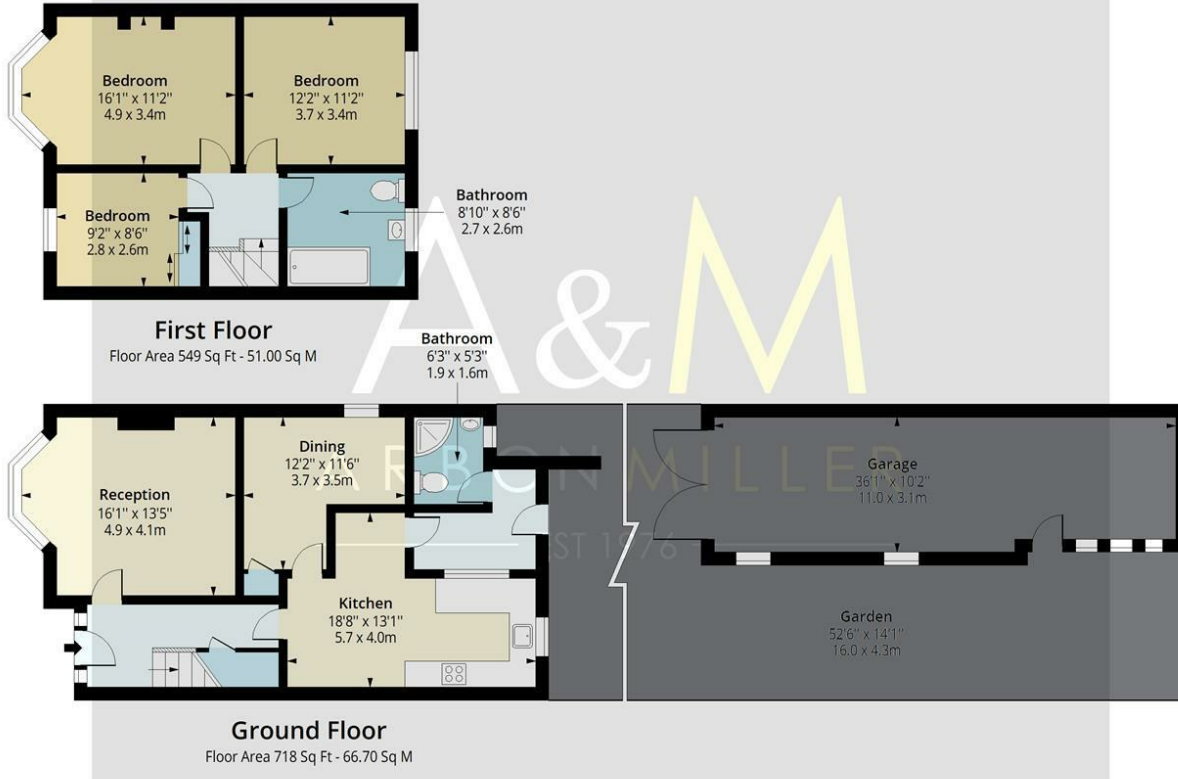 Bedroom
16'1'' x 11'2''
4.9 x 3.4m
Bedroom
12'2'' x 11'2''
3.7 x 3.4m
Bedroom
9'2'' x 8'6''
2.8 x 2.6m
Bathroom
8'10'' x 8'6''
2.7 x 2.6m
First Floor
Floor Area 549 Sq Ft - 51.00 Sq M
A&M
ARBON MILLER
EST 1976
Bathroom
6'3'' x 5'3''
1.9 x 1.6m
Reception
16'1'' x 13'5''
4.9 x 4.1m
Dining
12'2'' x 11'6''
3.7 x 3.5m
Kitchen
18'8'' x 13'1''
5.7 x 4.0m
Garage
36'1'' x 10'2''
11.0 x 3.1m
Garden
52'6'' x 14'1''
16.0 x 4.3m
Ground Floor
Floor Area 718 Sq Ft - 66.70 Sq M